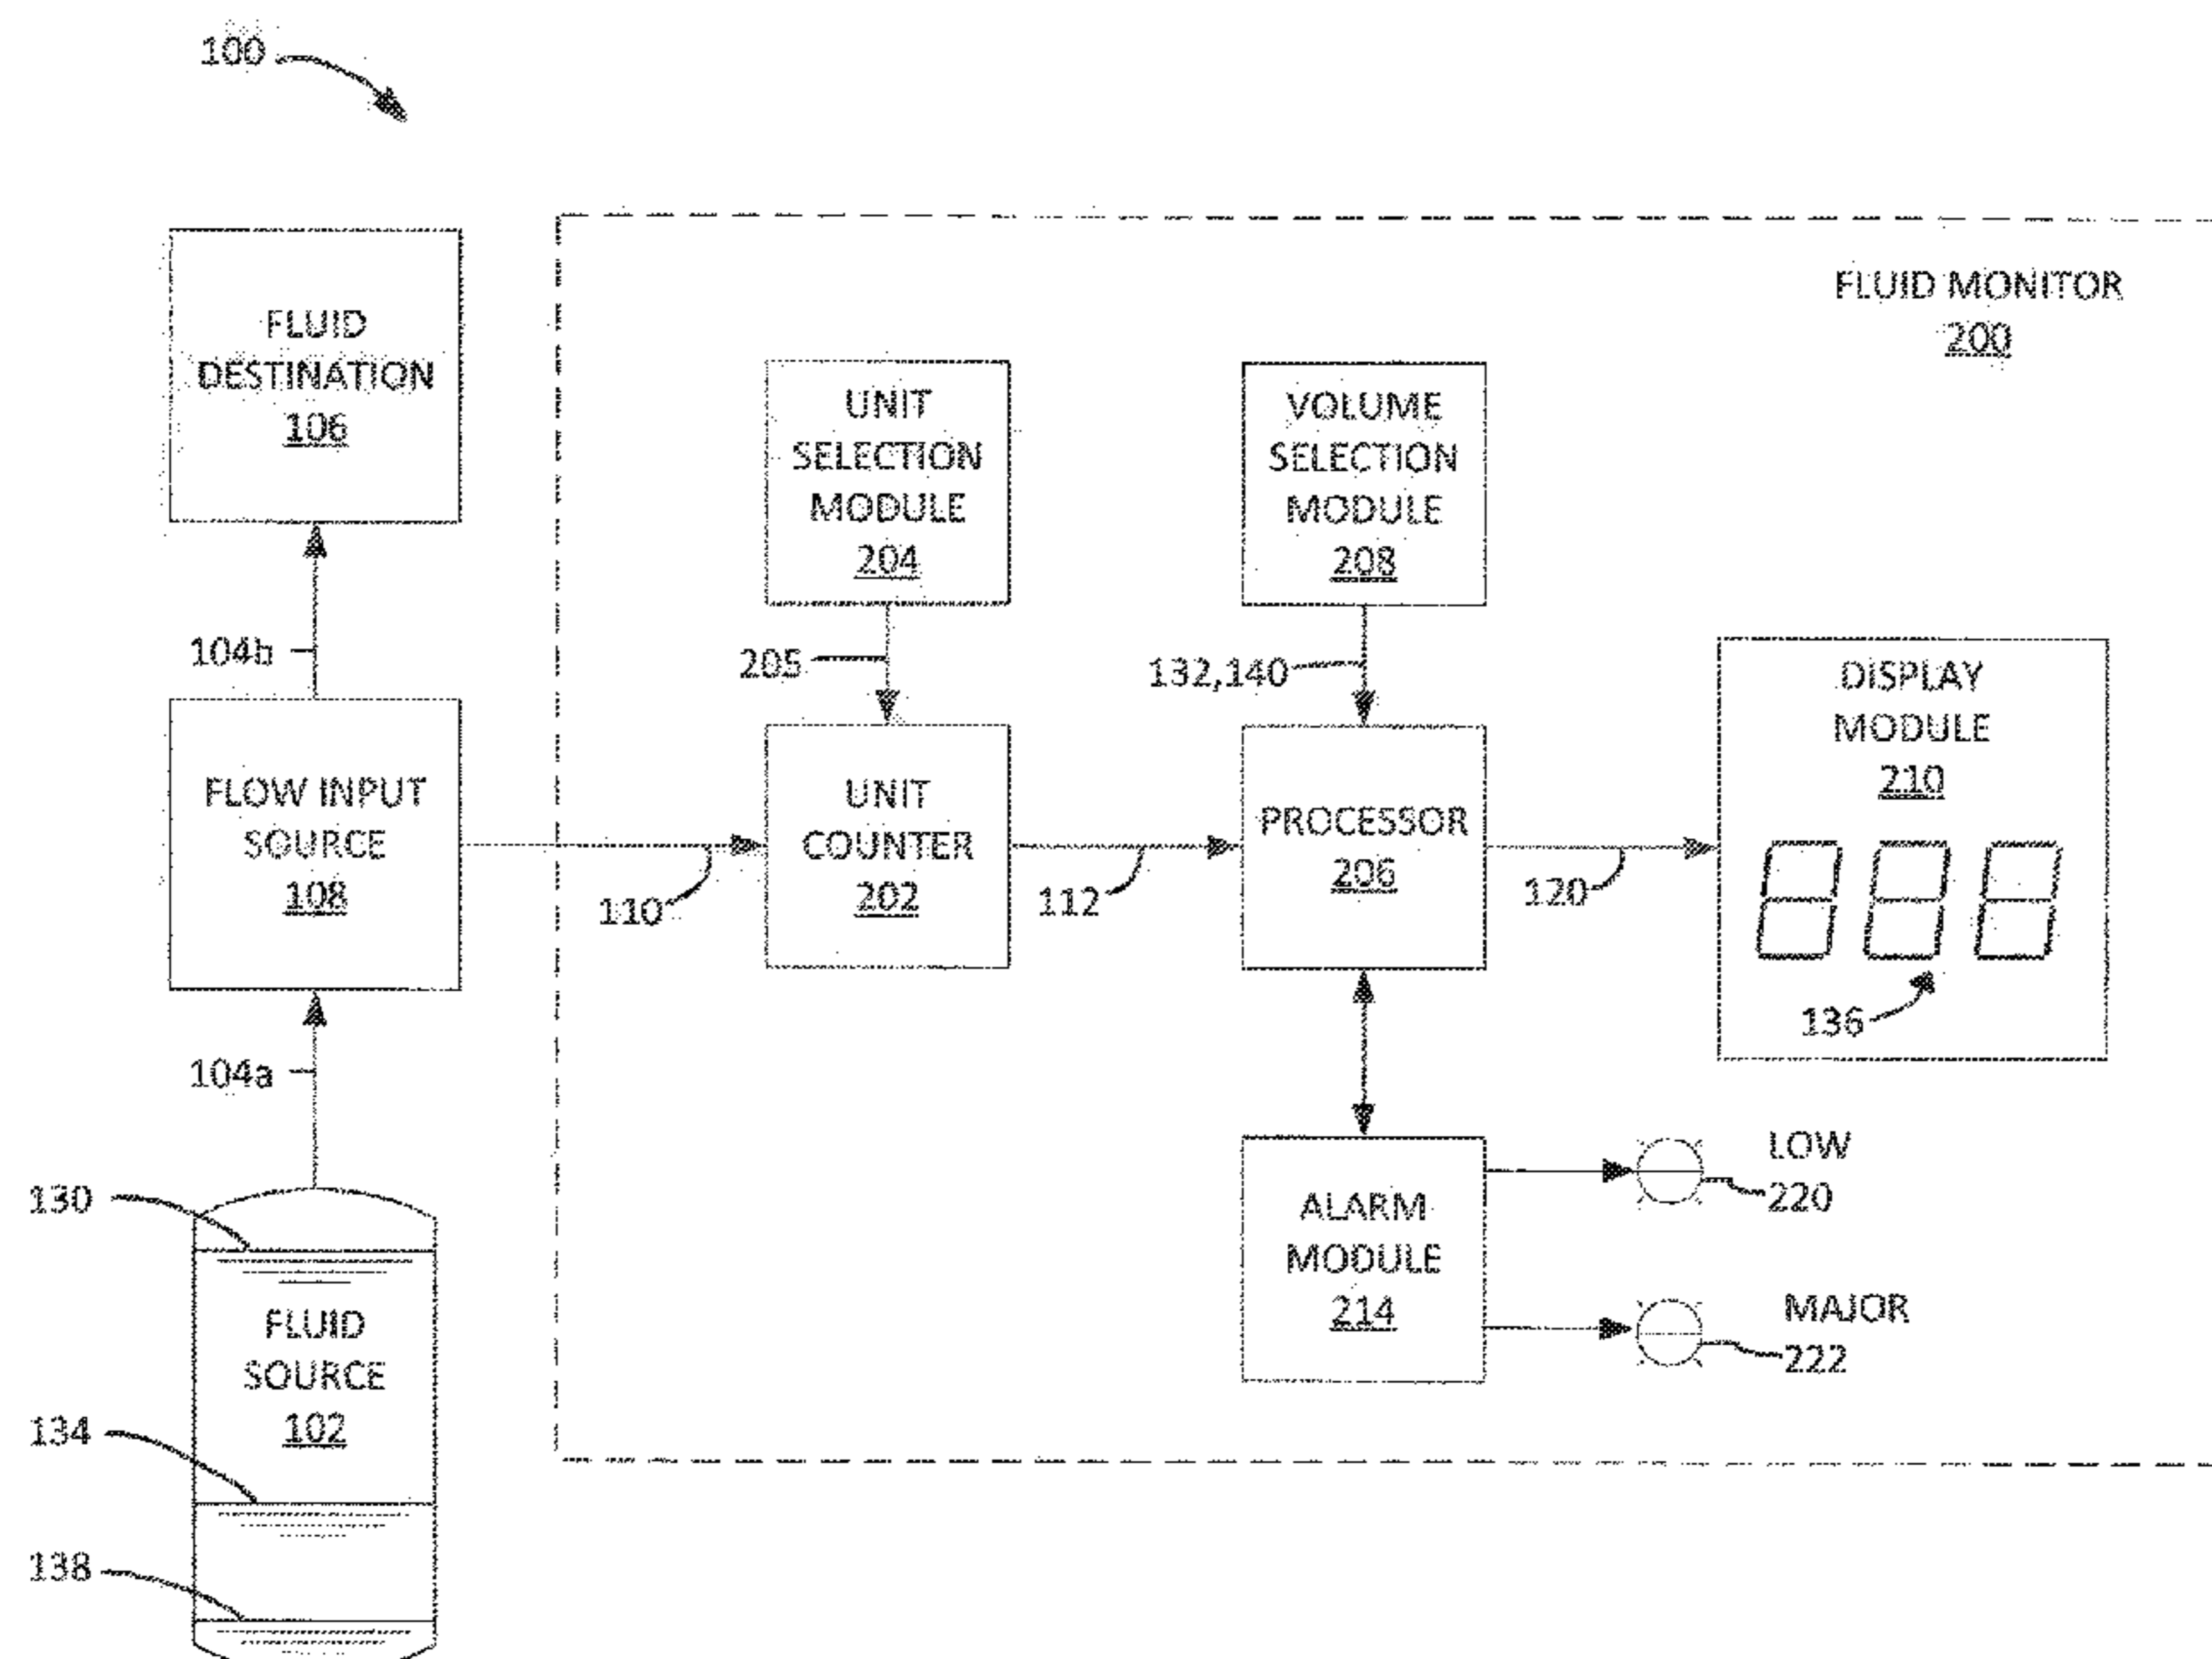 100
FLUID
DESTINATION
106
104b
FLOW INPUT
SOURCE
108
104a
130
FLUID
SOURCE
102
134
138
FLUID MONITOR
200
UNIT
SELECTION
MODULE
204
205
VOLUME
SELECTION
MODULE
208
132,140
110
UNIT
COUNTER
202
112
PROCESSOR
206
120
DISPLAY
MODULE
210
136
ALARM
MODULE
214
LOW
220
MAJOR
222